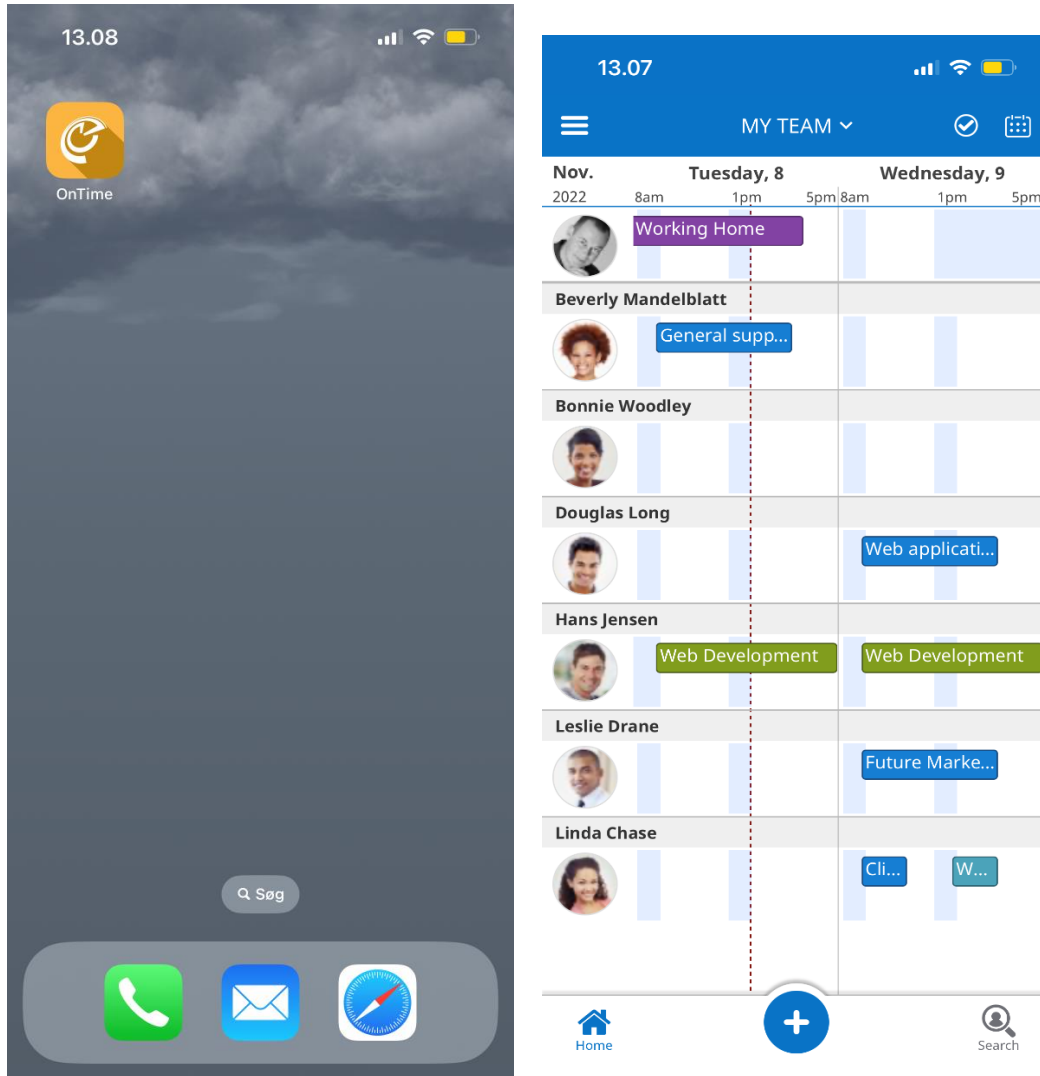 13.08
OnTime
Søg
13.07
MY TEAM
Nov. Tuesday, 8 Wednesday, 9
2022 8am 1pm 5pm 8am 1pm 5pm
Working Home
Beverly Mandelblatt
General supp...
Bonnie Woodley
Douglas Long
Web applicati...
Hans Jensen
Web Development Web Development
Leslie Drane
Future Marke...
Linda Chase
Cli... W...
Home
Search